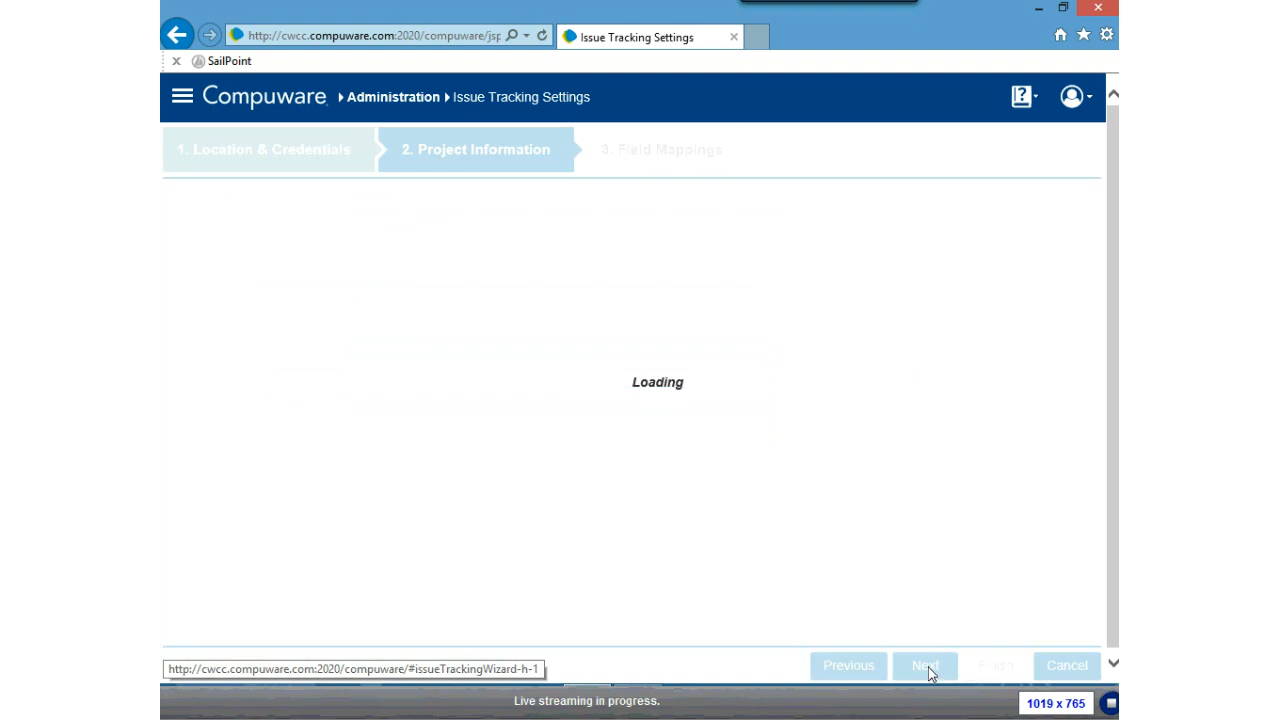 http://cwcc.compuware.com:2020/compuware/jsp
Issue Tracking Settings
SailPoint
Compuware Administration Issue Tracking Settings
1. Location & Credentials
2. Project Information
3. Field Mappings
Loading
http://cwcc.compuware.com:2020/compuware/#issueTrackingWizard-h-1
Previous
Next
Finish
Cancel
Live streaming in progress.
1019 x 765